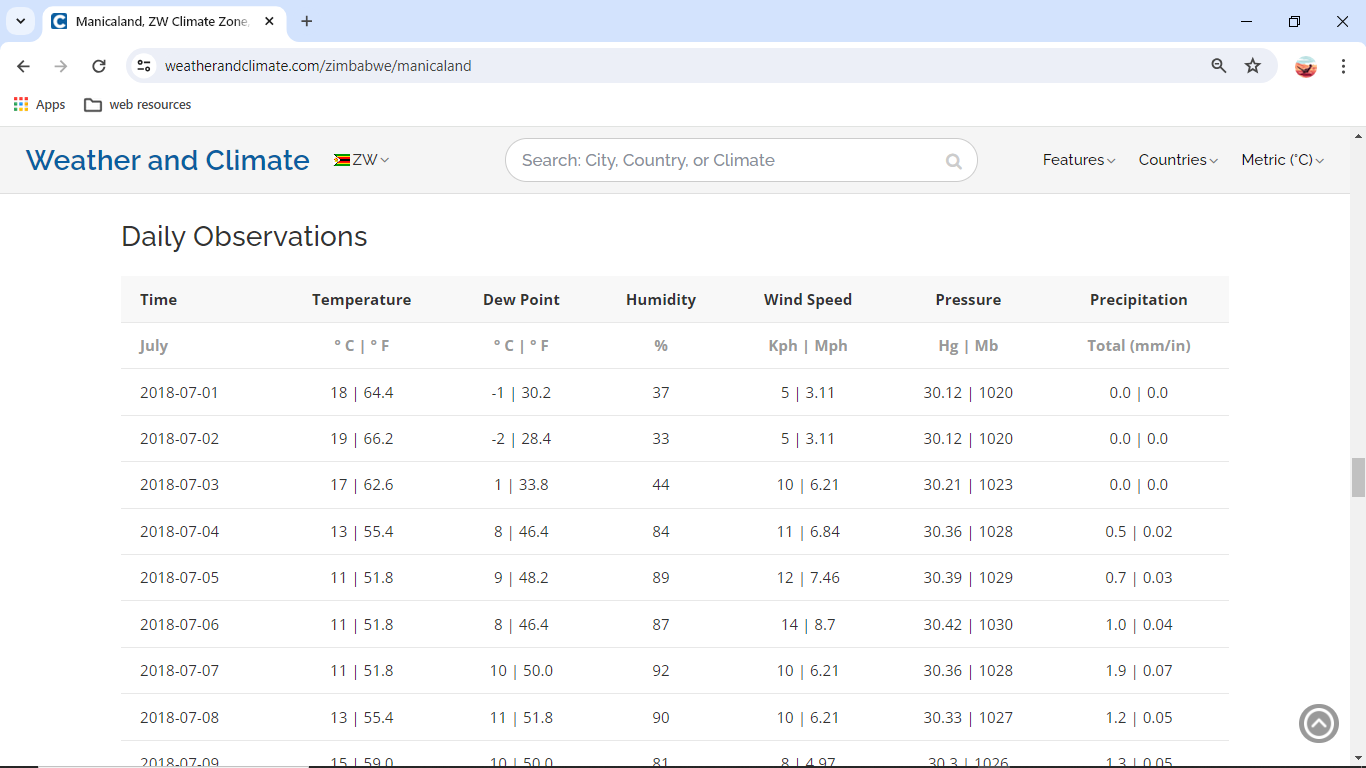 Manicaland, ZW Climate Zone,
weatherandclimate.com/zimbabwe/manicaland
Apps web resources
Weather and Climate ZW Search: City, Country, or Climate Features Countries Metric (°C)
Daily Observations
Time Temperature Dew Point Humidity Wind Speed Pressure Precipitation
July ° C | ° F ° C | ° F % Kph | Mph Hg | Mb Total (mm/in)
2018-07-01 18 | 64.4 -1 | 30.2 37 5 | 3.11 30.12 | 1020 0.0 | 0.0
2018-07-02 19 | 66.2 -2 | 28.4 33 5 | 3.11 30.12 | 1020 0.0 | 0.0
2018-07-03 17 | 62.6 1 | 33.8 44 10 | 6.21 30.21 | 1023 0.0 | 0.0
2018-07-04 13 | 55.4 8 | 46.4 84 11 | 6.84 30.36 | 1028 0.5 | 0.02
2018-07-05 11 | 51.8 9 | 48.2 89 12 | 7.46 30.39 | 1029 0.7 | 0.03
2018-07-06 11 | 51.8 8 | 46.4 87 14 | 8.7 30.42 | 1030 1.0 | 0.04
2018-07-07 11 | 51.8 10 | 50.0 92 10 | 6.21 30.36 | 1028 1.9 | 0.07
2018-07-08 13 | 55.4 11 | 51.8 90 10 | 6.21 30.33 | 1027 1.2 | 0.05
2018-07-09 15 | 59.0 10 | 50.0 81 8 | 4.97 30.3 | 1026 1.3 | 0.05